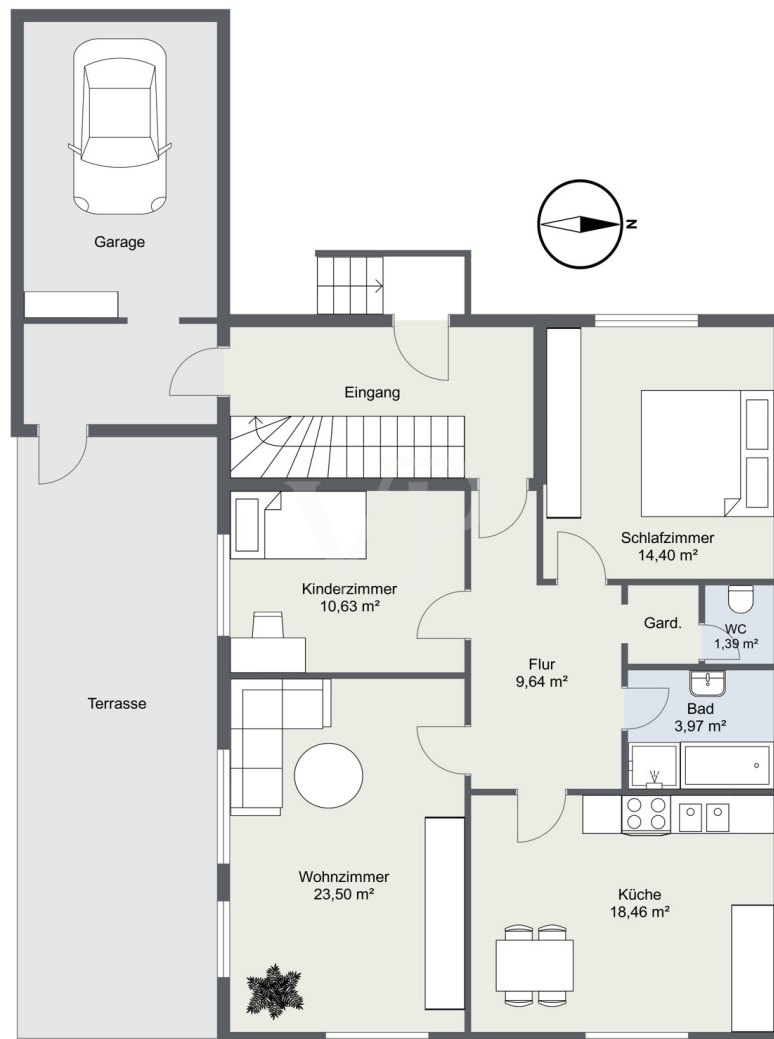 Garage
N
Eingang
VP
Schlafzimmer
14,40 m²
Kinderzimmer
10,63 m²
Gard.
WC
1,39 m²
Flur
9,64 m²
Terrasse
Bad
3,97 m²
Wohnzimmer
23,50 m²
Küche
18,46 m²